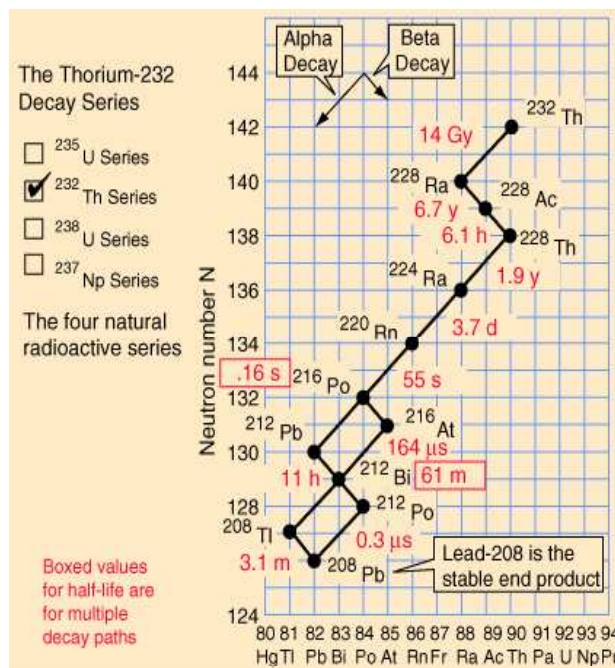 The Thorium-232
Decay Series
235 U Series
232 Th Series
238 U Series
237 Np Series
The four natural
radioactive series
Boxed values
for half-life are
for multiple
decay paths
Neutron number N
144
142
140
138
136
134
132
130
128
126
124
Alpha
Decay
Beta
Decay
232 Th
14 Gy
228 Ra
228 Ac
6.7 y
6.1 h
228 Th
224 Ra
1.9 y
220 Rn
3.7 d
.16 s
216 Po
55 s
212 Pb
216 At
164 µs
11 h
212 Bi
61 m
212 Po
208 Tl
0.3 µs
3.1 m
208 Pb
Lead-208 is the
stable end product
80 81 82 83 84 85 86 87 88 89 90 91 92 93 94
Hg Tl Pb Bi Po At Rn Fr Ra Ac Th Pa U Np